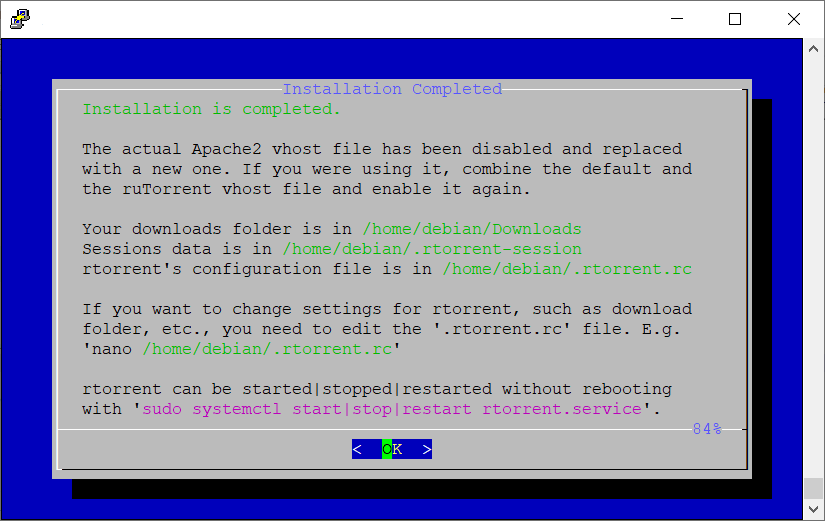 Installation Completed
Installation is completed.
The actual Apache2 vhost file has been disabled and replaced
with a new one. If you were using it, combine the default and
the ruTorrent vhost file and enable it again.
Your downloads folder is in /home/debian/Downloads
Sessions data is in /home/debian/.rtorrent-session
rtorrent's configuration file is in /home/debian/.rtorrent.rc
If you want to change settings for rtorrent, such as download
folder, etc., you need to edit the '.rtorrent.rc' file. E.g.
'nano /home/debian/.rtorrent.rc'
rtorrent can be started|stopped|restarted without rebooting
with 'sudo systemctl start|stop|restart rtorrent.service'.
84%
<  OK  >